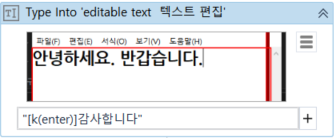 Type Into 'editable text  텍스트 편집'
파일(F) 편집(E) 서식(O) 보기(V) 도움말(H)
안녕하세요. 반갑습니다.
"[k(enter)]감사합니다"